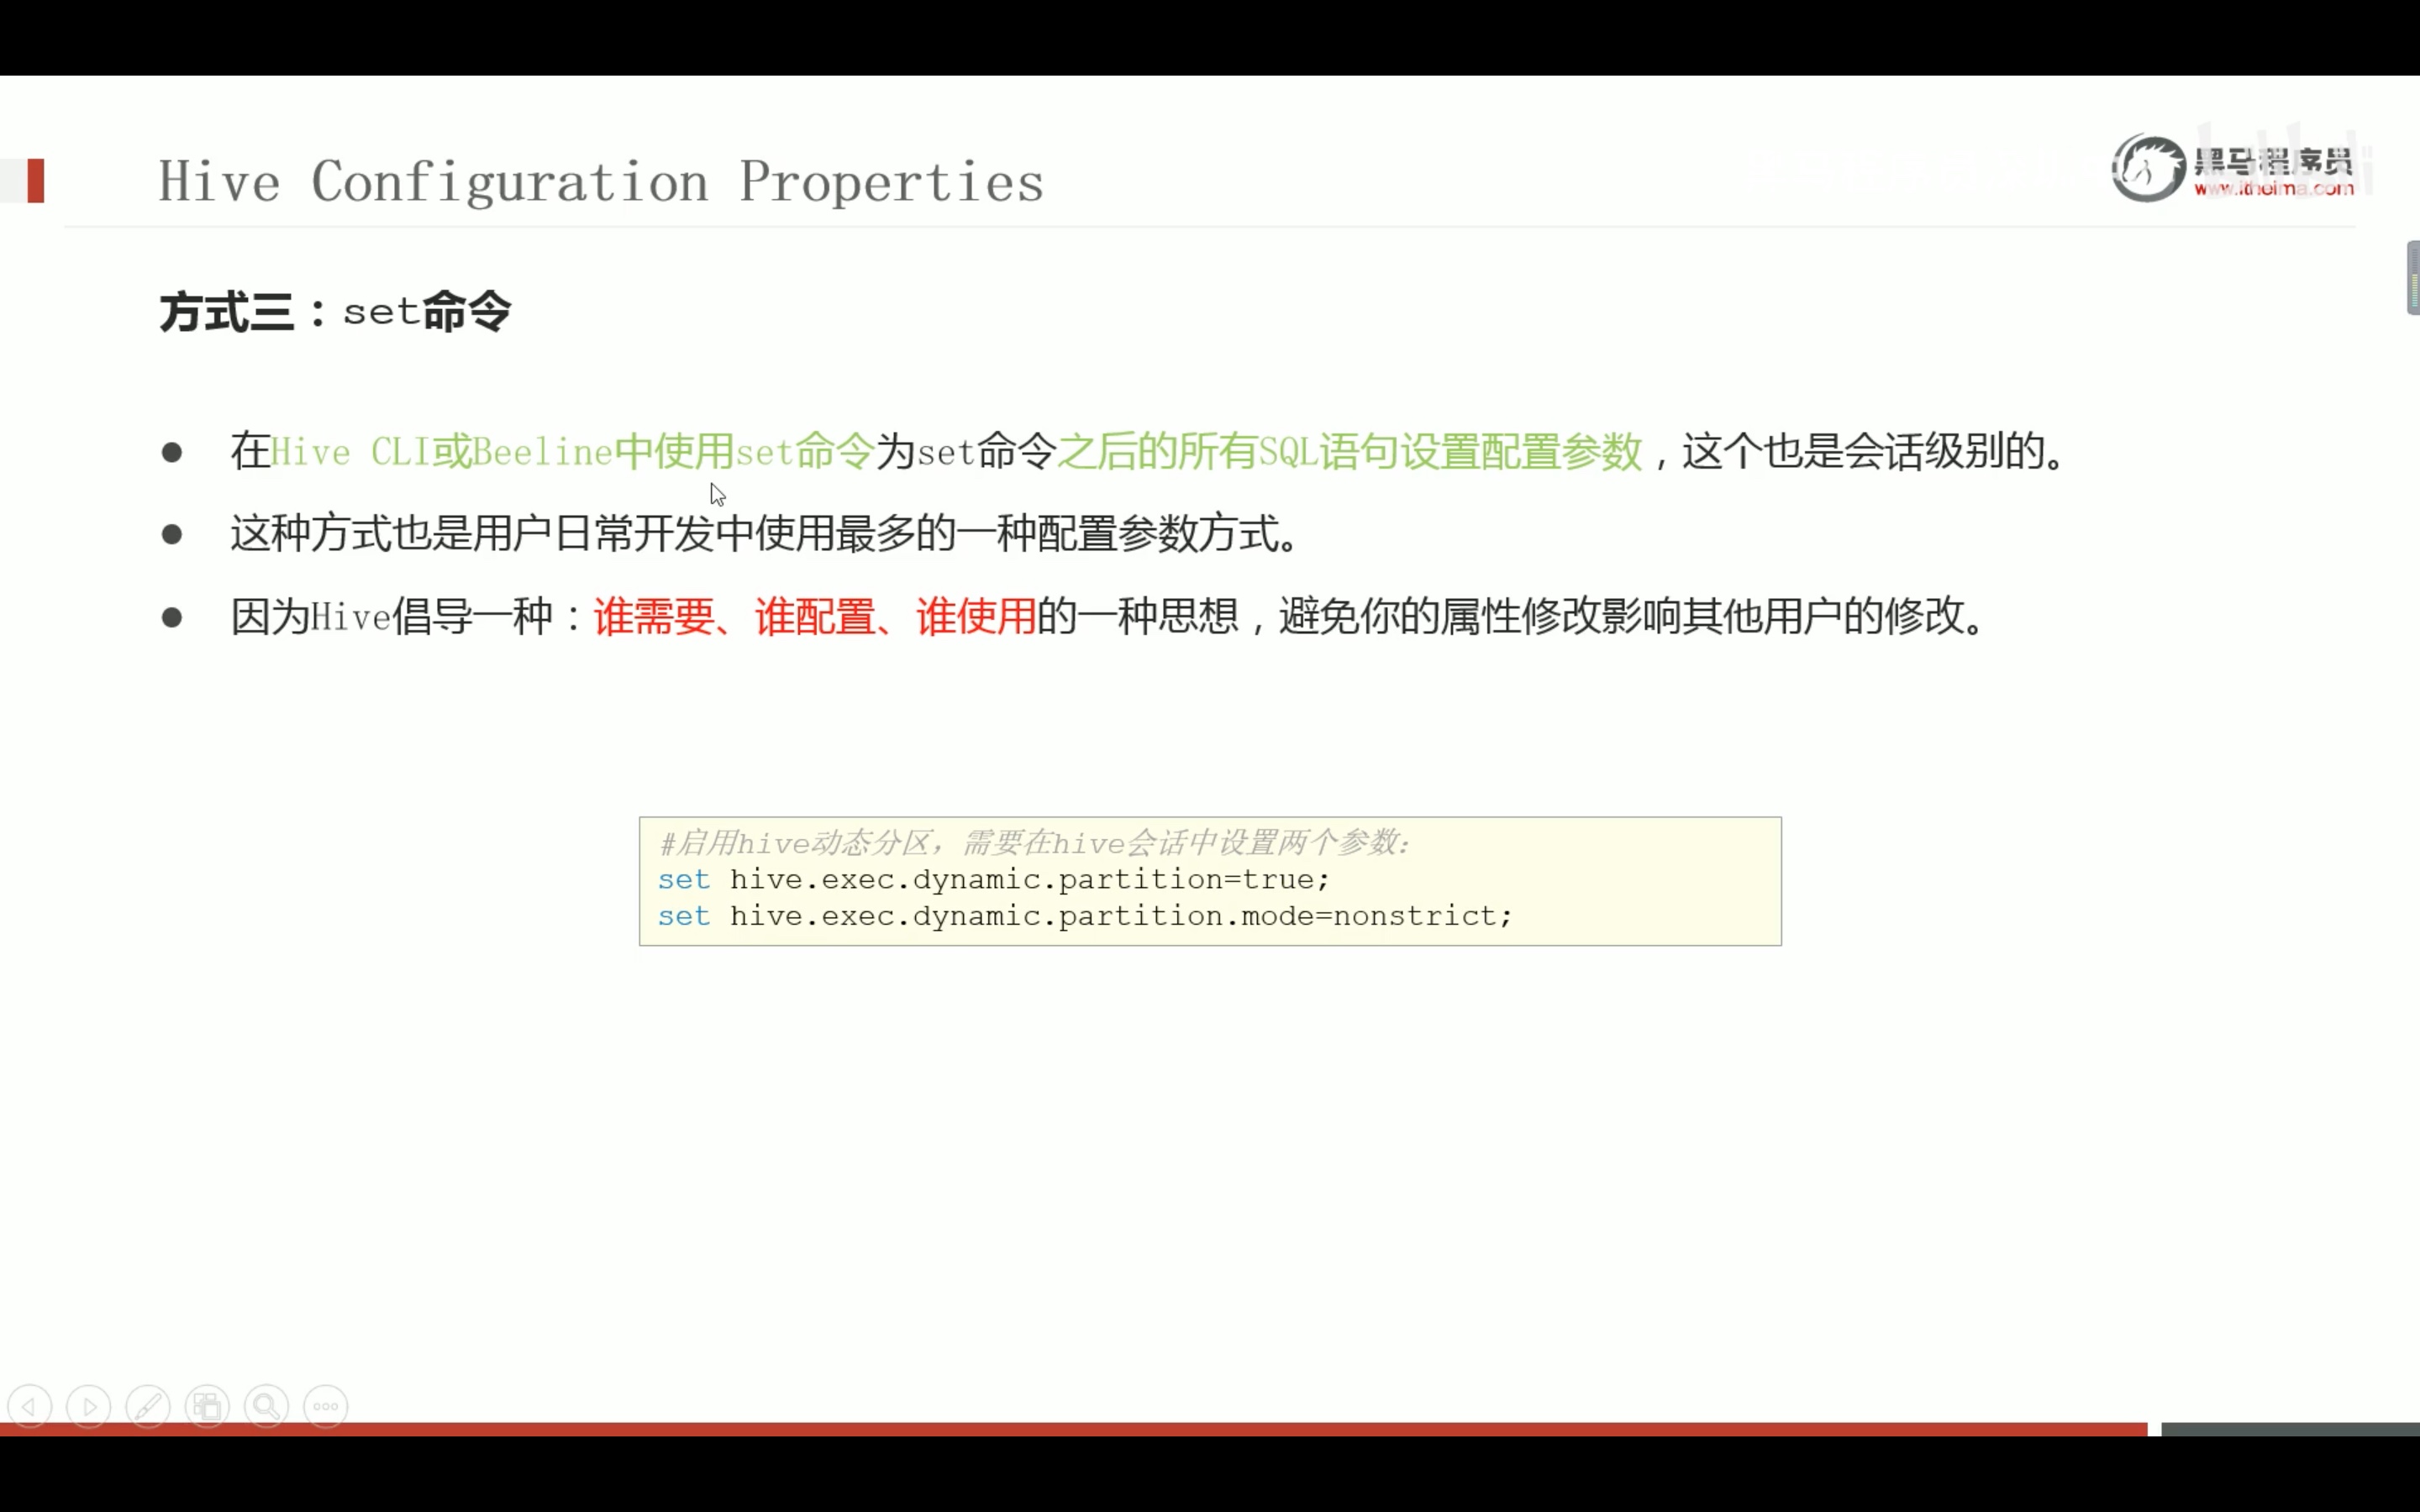 Hive Configuration Properties
黑马程序员
www.itheima.com
方式三：set命令
● 在Hive CLI或Beeline中使用set命令为set命令之后的所有SQL语句设置配置参数，这个也是会话级别的。
● 这种方式也是用户日常开发中使用最多的一种配置参数方式。
● 因为Hive倡导一种：谁需要、谁配置、谁使用的一种思想，避免你的属性修改影响其他用户的修改。
#启用hive动态分区，需要在hive会话中设置两个参数:
set hive.exec.dynamic.partition=true;
set hive.exec.dynamic.partition.mode=nonstrict;